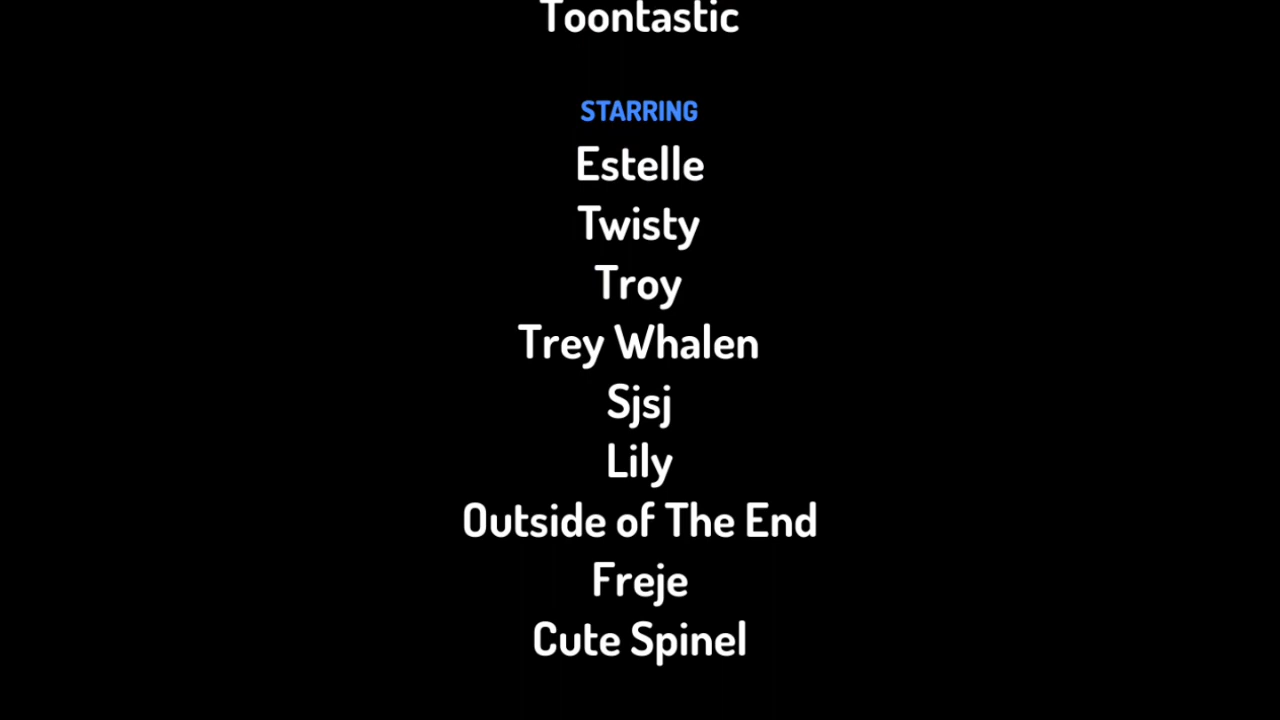 Toontastic
STARRING
Estelle
Twisty
Troy
Trey Whalen
Sjsj
Lily
Outside of The End
Freje
Cute Spinel